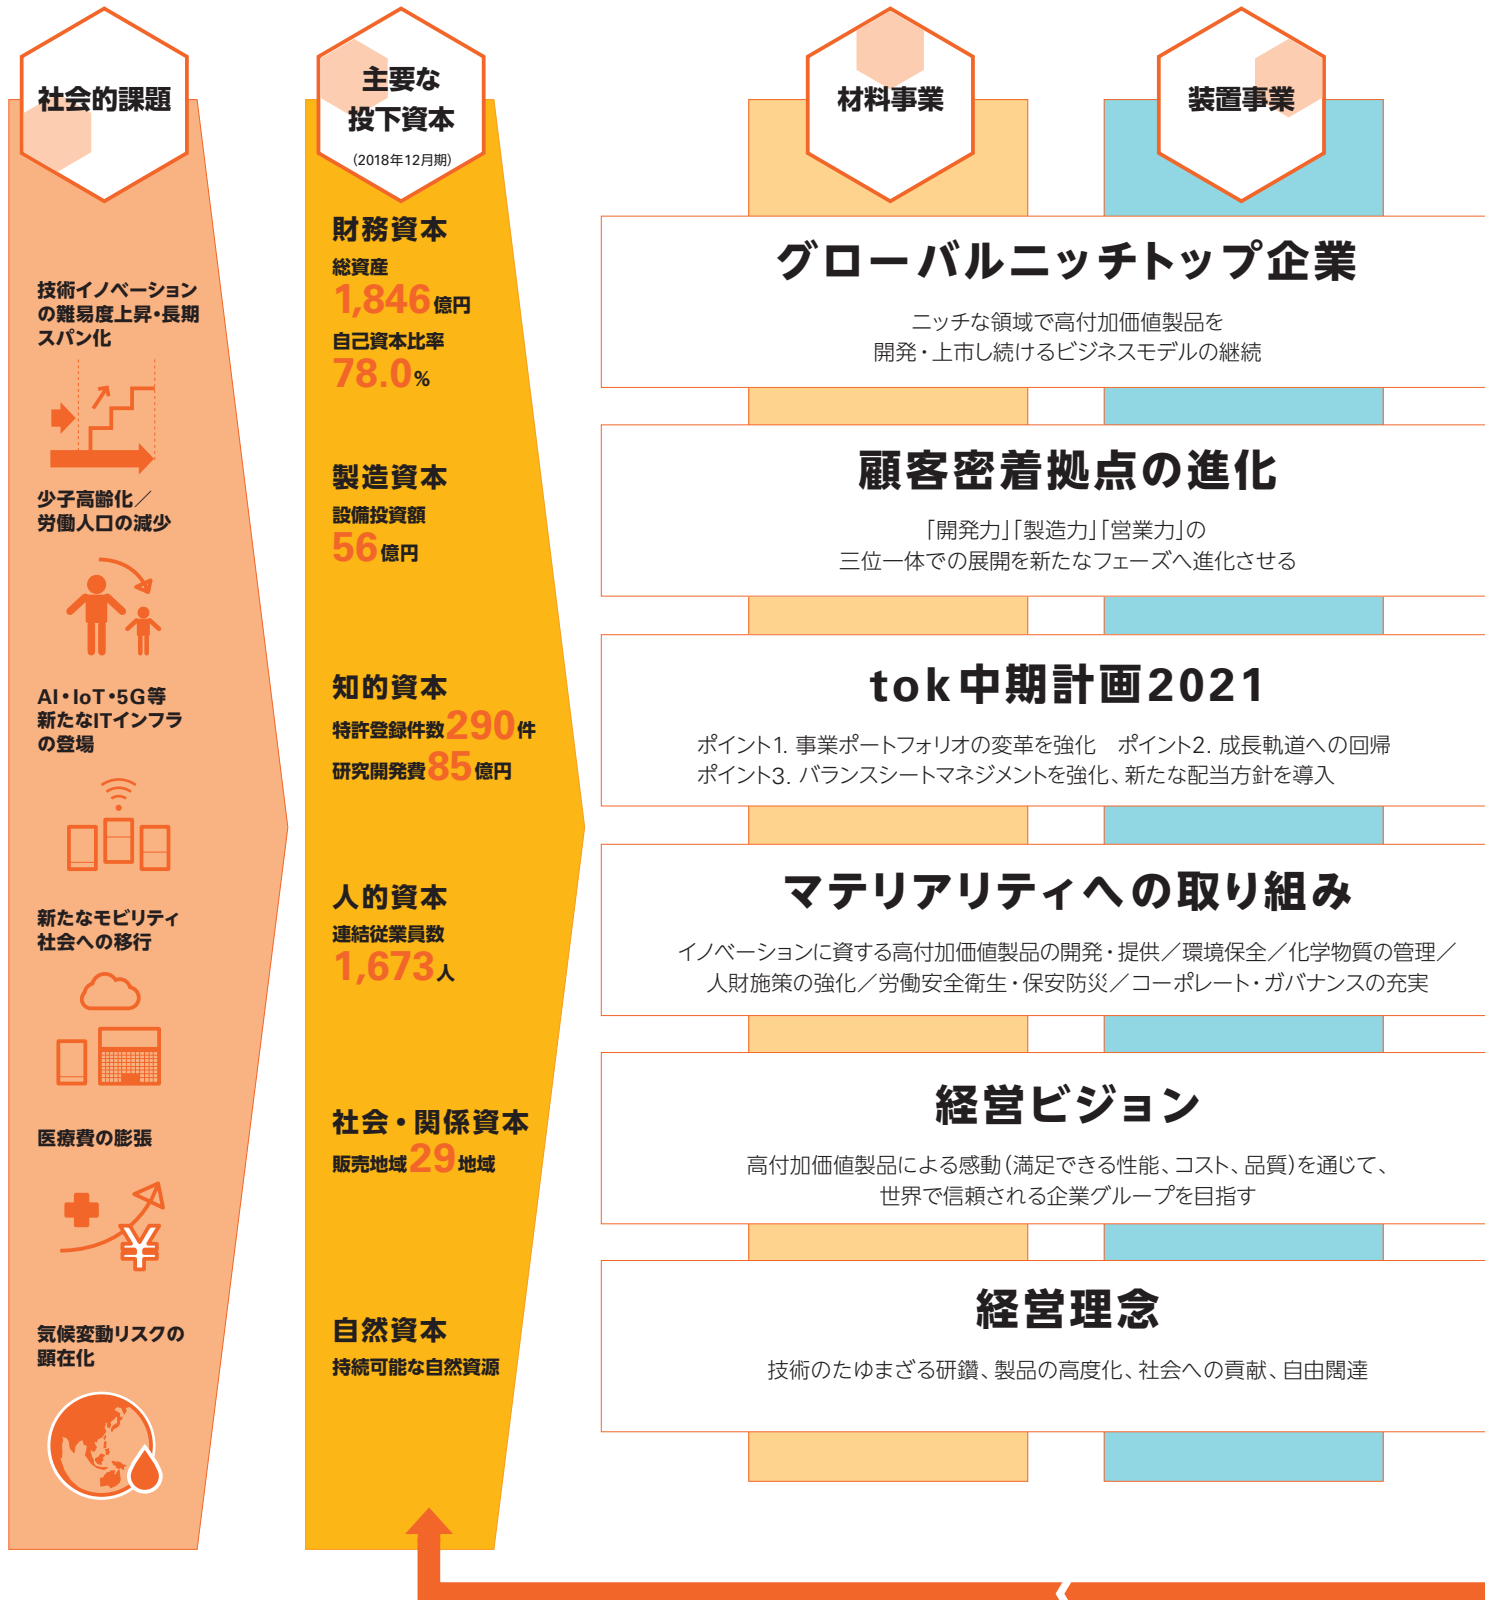 社会的課題
技術イノベーション
の難易度上昇・長期
スパン化
少子高齢化／
労働人口の減少
AI・IoT・5G等
新たなITインフラ
の登場
新たなモビリティ
社会への移行
医療費の膨張
¥
気候変動リスクの
顕在化
主要な
投下資本
（2018年12月期）
財務資本
総資産
1,846億円
自己資本比率
78.0%
製造資本
設備投資額
56億円
知的資本
特許登録件数290件
研究開発費85億円
人的資本
連結従業員数
1,673人
社会・関係資本
販売地域29地域
自然資本
持続可能な自然資源
材料事業
装置事業
グローバルニッチトップ企業
ニッチな領域で高付加価値製品を
開発・上市し続けるビジネスモデルの継続
顧客密着拠点の進化
「開発力」「製造力」「営業力」の
三位一体での展開を新たなフェーズへ進化させる
tok中期計画2021
ポイント1. 事業ポートフォリオの変革を強化　ポイント2. 成長軌道への回帰
ポイント3. バランスシートマネジメントを強化、新たな配当方針を導入
マテリアリティへの取り組み
イノベーションに資する高付加価値製品の開発・提供／環境保全／化学物質の管理／
人財施策の強化／労働安全衛生・保安防災／コーポレート・ガバナンスの充実
経営ビジョン
高付加価値製品による感動（満足できる性能、コスト、品質）を通じて、
世界で信頼される企業グループを目指す
経営理念
技術のたゆまざる研鑽、製品の高度化、社会への貢献、自由闊達